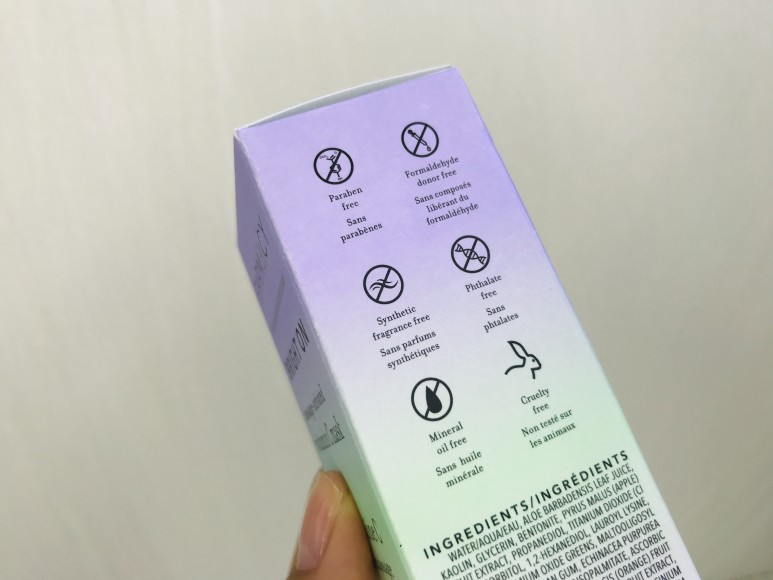 Paraben
free
Sans
parabènes
Formaldehyde
donor free
Sans composés
libérant du
formaldéhyde
Synthetic
fragrance free
Sans parfums
synthétiques
Phthalate
free
Sans
phtalates
Mineral
oil free
Sans huile
minérale
Cruelty
free
Non testé sur
les animaux
INGREDIENTS/INGRÉDIENTS
WATER/AQUA/EAU, ALOE BARBADENSIS LEAF JUICE,
KAOLIN, GLYCERIN, BENTONITE, PYRUS MALUS (APPLE)
EXTRACT, PROPANEDIOL, TITANIUM DIOXIDE (CI
1,2-HEXANEDIOL, LAUROYL LYSINE,
OXIDE GREENS, MALTOOLIGOSYL
GUM, ECHINACEA PURPUREA
ASCORBIC
(ORANGE) FRUIT
EXTRACT,
mask